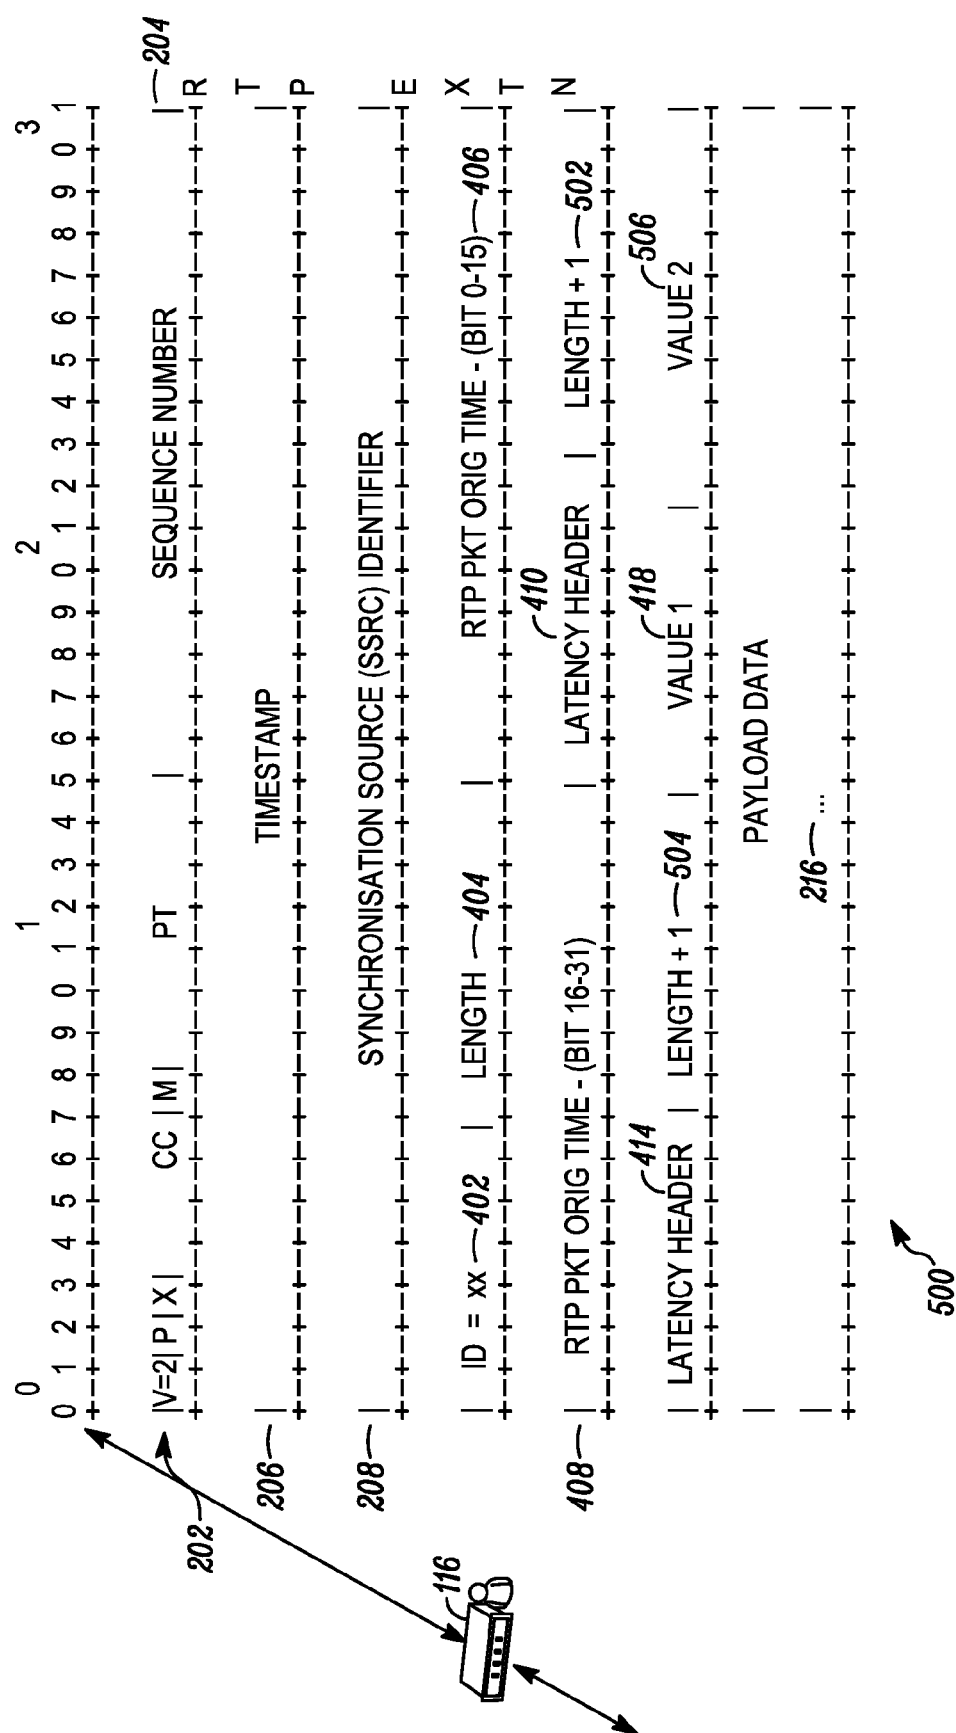 0 1 2 3
0 1 2 3 4 5 6 7 8 9 0 1 2 3 4 5 6 7 8 9 0 1 2 3 4 5 6 7 8 9 0 1
202 |V=2| P | X | CC | M | PT | SEQUENCE NUMBER | 204
R
206 | TIMESTAMP | T
P
208 | SYNCHRONISATION SOURCE (SSRC) IDENTIFIER |
E
| ID = xx 402 | LENGTH 404 | RTP PKT ORIG TIME - (BIT 0-15) 406 | X
T
410
408 | RTP PKT ORIG TIME - (BIT 16-31) | LATENCY HEADER | LENGTH + 1 502 | N
414 418 506
LATENCY HEADER | LENGTH + 1 504 | VALUE 1 | VALUE 2 |
| PAYLOAD DATA |
| 216 ... |
116
500